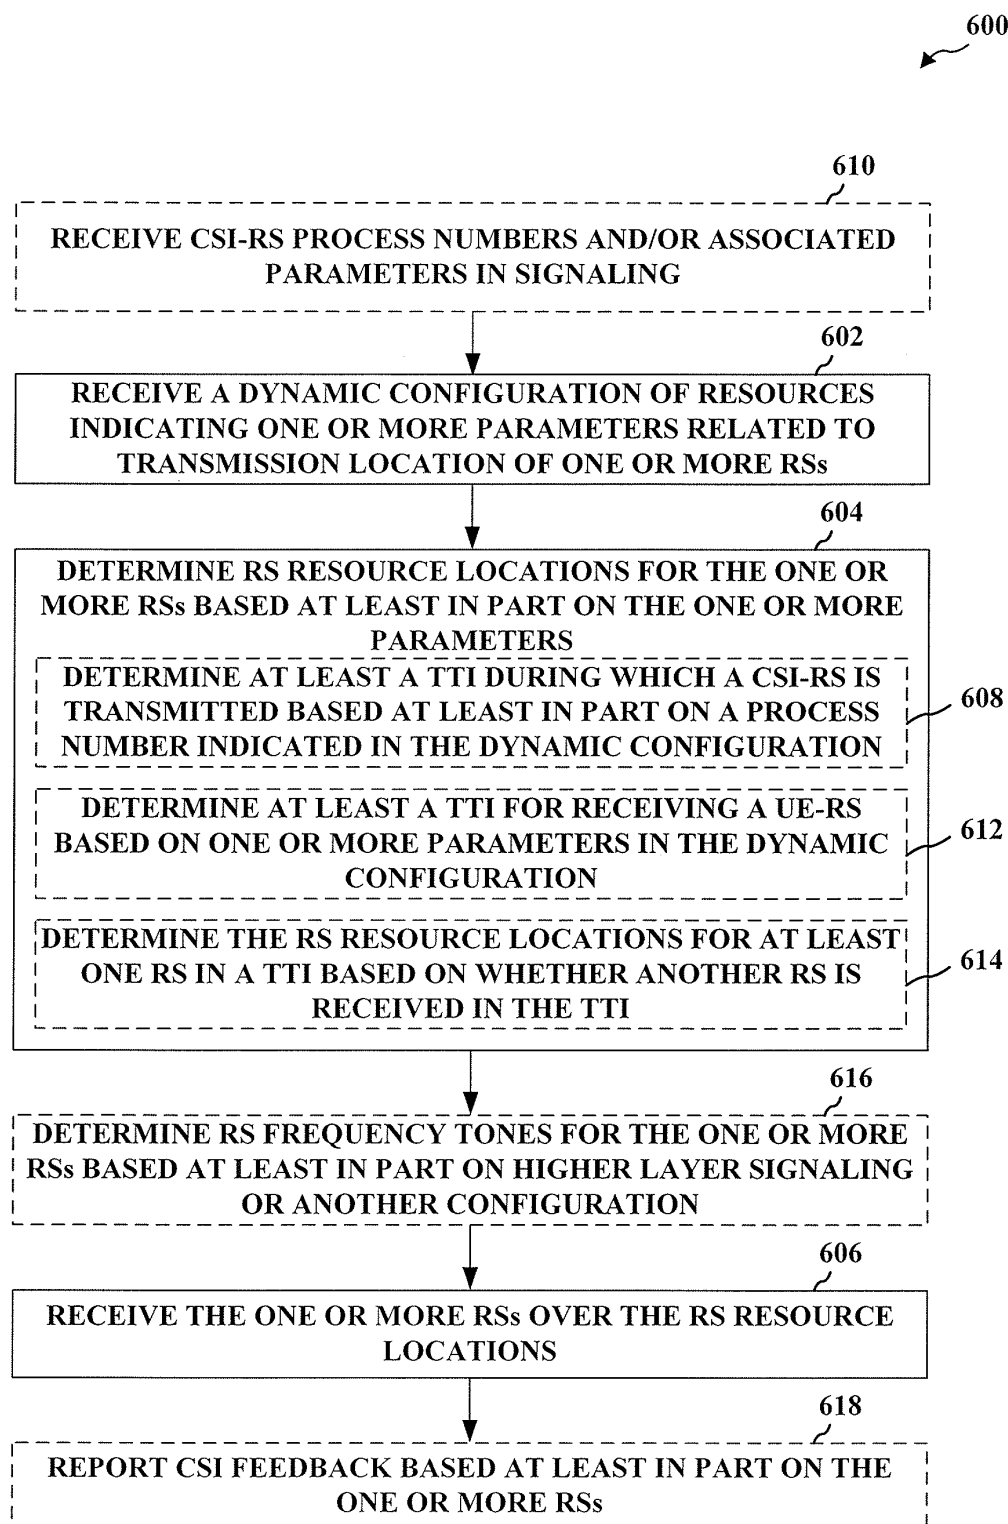 600
610
RECEIVE CSI-RS PROCESS NUMBERS AND/OR ASSOCIATED
PARAMETERS IN SIGNALING
602
RECEIVE A DYNAMIC CONFIGURATION OF RESOURCES
INDICATING ONE OR MORE PARAMETERS RELATED TO
TRANSMISSION LOCATION OF ONE OR MORE RSs
604
DETERMINE RS RESOURCE LOCATIONS FOR THE ONE OR
MORE RSs BASED AT LEAST IN PART ON THE ONE OR MORE
PARAMETERS
DETERMINE AT LEAST A TTI DURING WHICH A CSI-RS IS
TRANSMITTED BASED AT LEAST IN PART ON A PROCESS
NUMBER INDICATED IN THE DYNAMIC CONFIGURATION
608
DETERMINE AT LEAST A TTI FOR RECEIVING A UE-RS
BASED ON ONE OR MORE PARAMETERS IN THE DYNAMIC
CONFIGURATION
612
DETERMINE THE RS RESOURCE LOCATIONS FOR AT LEAST
ONE RS IN A TTI BASED ON WHETHER ANOTHER RS IS
RECEIVED IN THE TTI
614
616
DETERMINE RS FREQUENCY TONES FOR THE ONE OR MORE
RSs BASED AT LEAST IN PART ON HIGHER LAYER SIGNALING
OR ANOTHER CONFIGURATION
606
RECEIVE THE ONE OR MORE RSs OVER THE RS RESOURCE
LOCATIONS
618
REPORT CSI FEEDBACK BASED AT LEAST IN PART ON THE
ONE OR MORE RSs